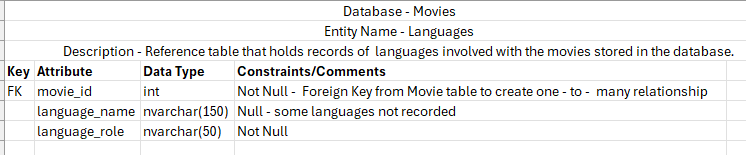 Database - Movies
Entity Name - Languages
Description - Reference table that holds records of languages involved with the movies stored in the database.
Key Attribute Data Type Constraints/Comments
FK movie_id int Not Null - Foreign Key from Movie table to create one - to - many relationship
language_name nvarchar(150) Null - some languages not recorded
language_role nvarchar(50) Not Null